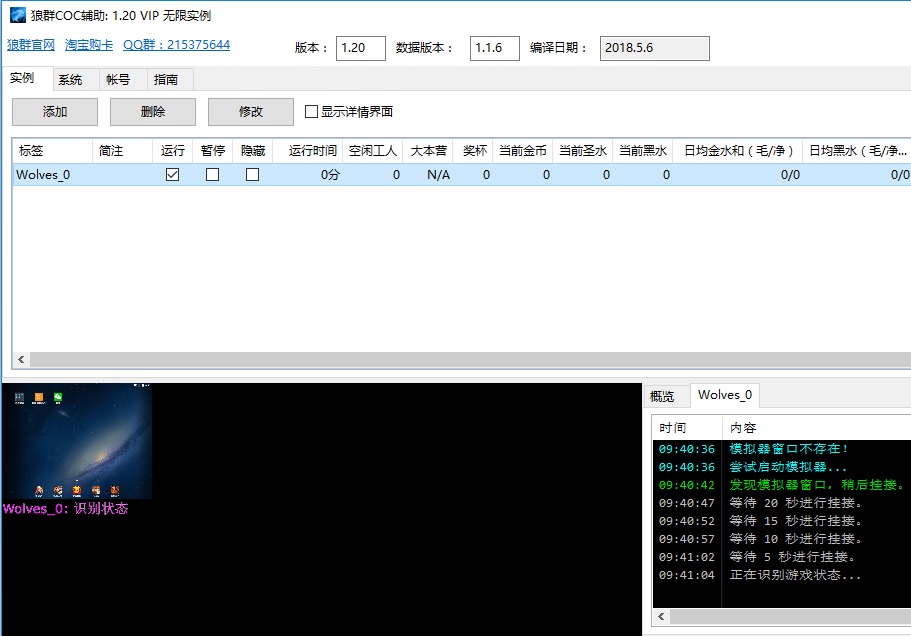 狼群COC辅助: 1.20 VIP 无限实例
狼群官网 淘宝购卡 QQ群：215375644 版本： 1.20 数据版本： 1.1.6 编译日期： 2018.5.6
实例 系统 帐号 指南
添加 删除 修改 显示详情界面
标签 简注 运行 暂停 隐藏 运行时间 空闲工人 大本营 奖杯 当前金币 当前圣水 当前黑水 日均金水和（毛/净） 日均黑水（毛/净...
Wolves_0 0分 0 N/A 0 0 0 0 0/0 0/0
Wolves_0: 识别状态
概览 Wolves_0
时间 内容
09:40:36 模拟器窗口不存在!
09:40:36 尝试启动模拟器...
09:40:42 发现模拟器窗口, 稍后挂接。
09:40:47 等待 20 秒进行挂接。
09:40:52 等待 15 秒进行挂接。
09:40:57 等待 10 秒进行挂接。
09:41:02 等待 5 秒进行挂接。
09:41:04 正在识别游戏状态...